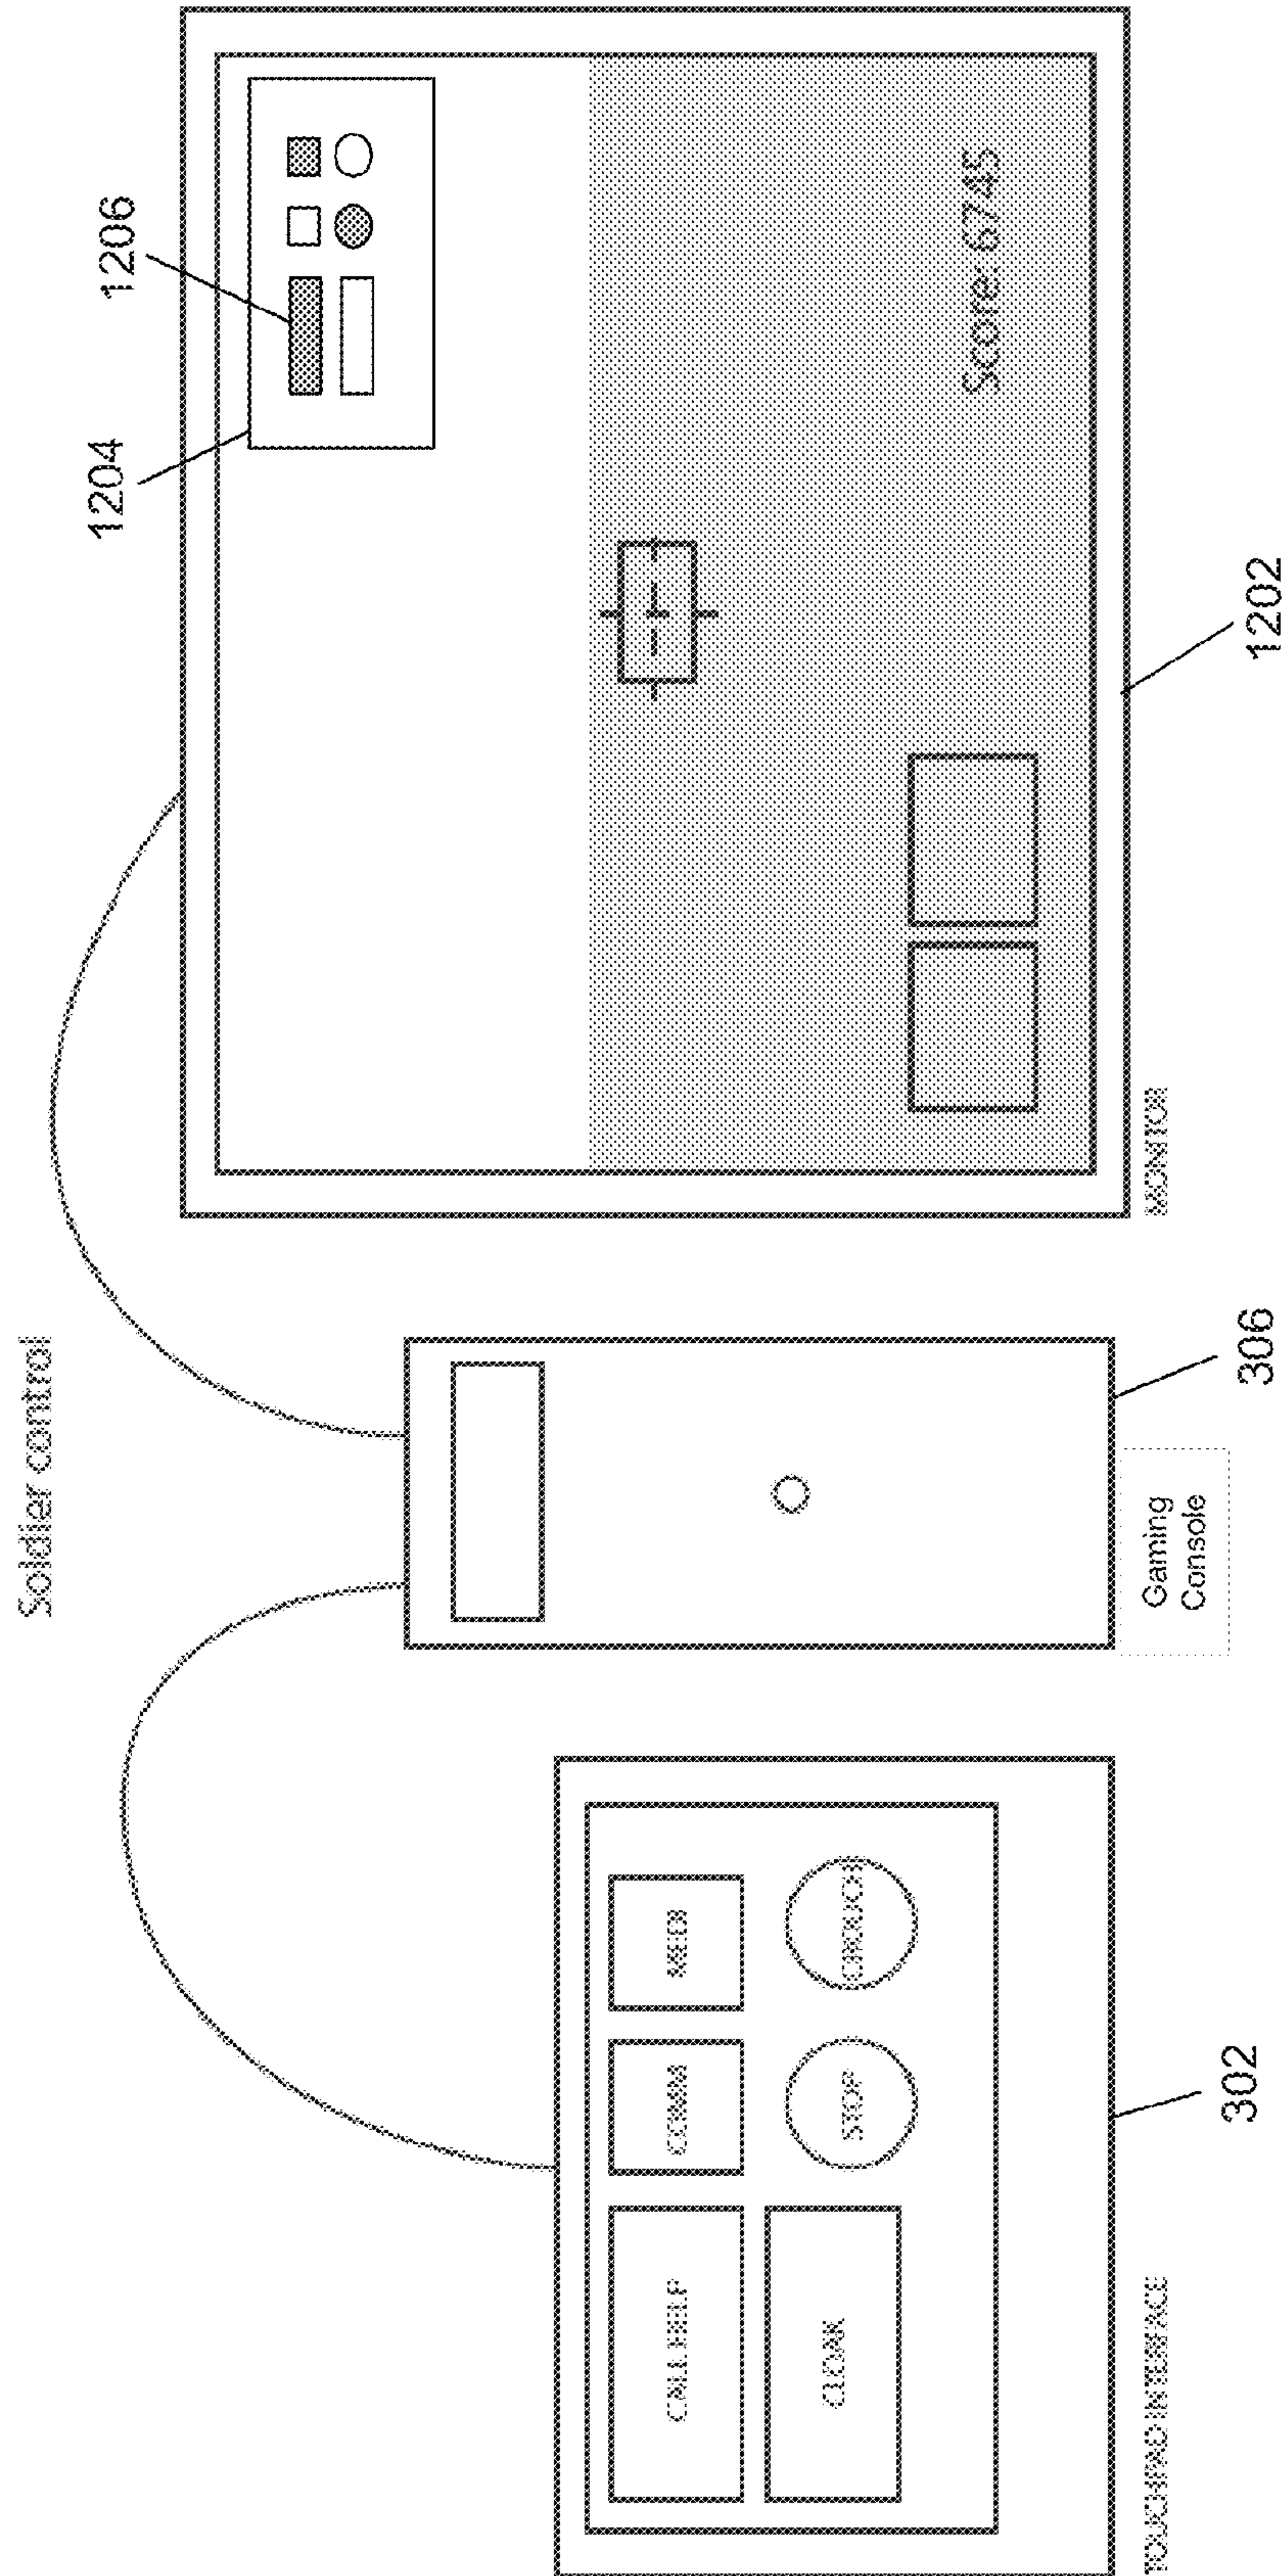 Soldier control
CALL HELP
COMM
MEDI
CLOAK
STOP
CROUCH
TOUCHPAD INTERFACE
302
Gaming
Console
306
1204
1206
Score: 6745
MONITOR
1202